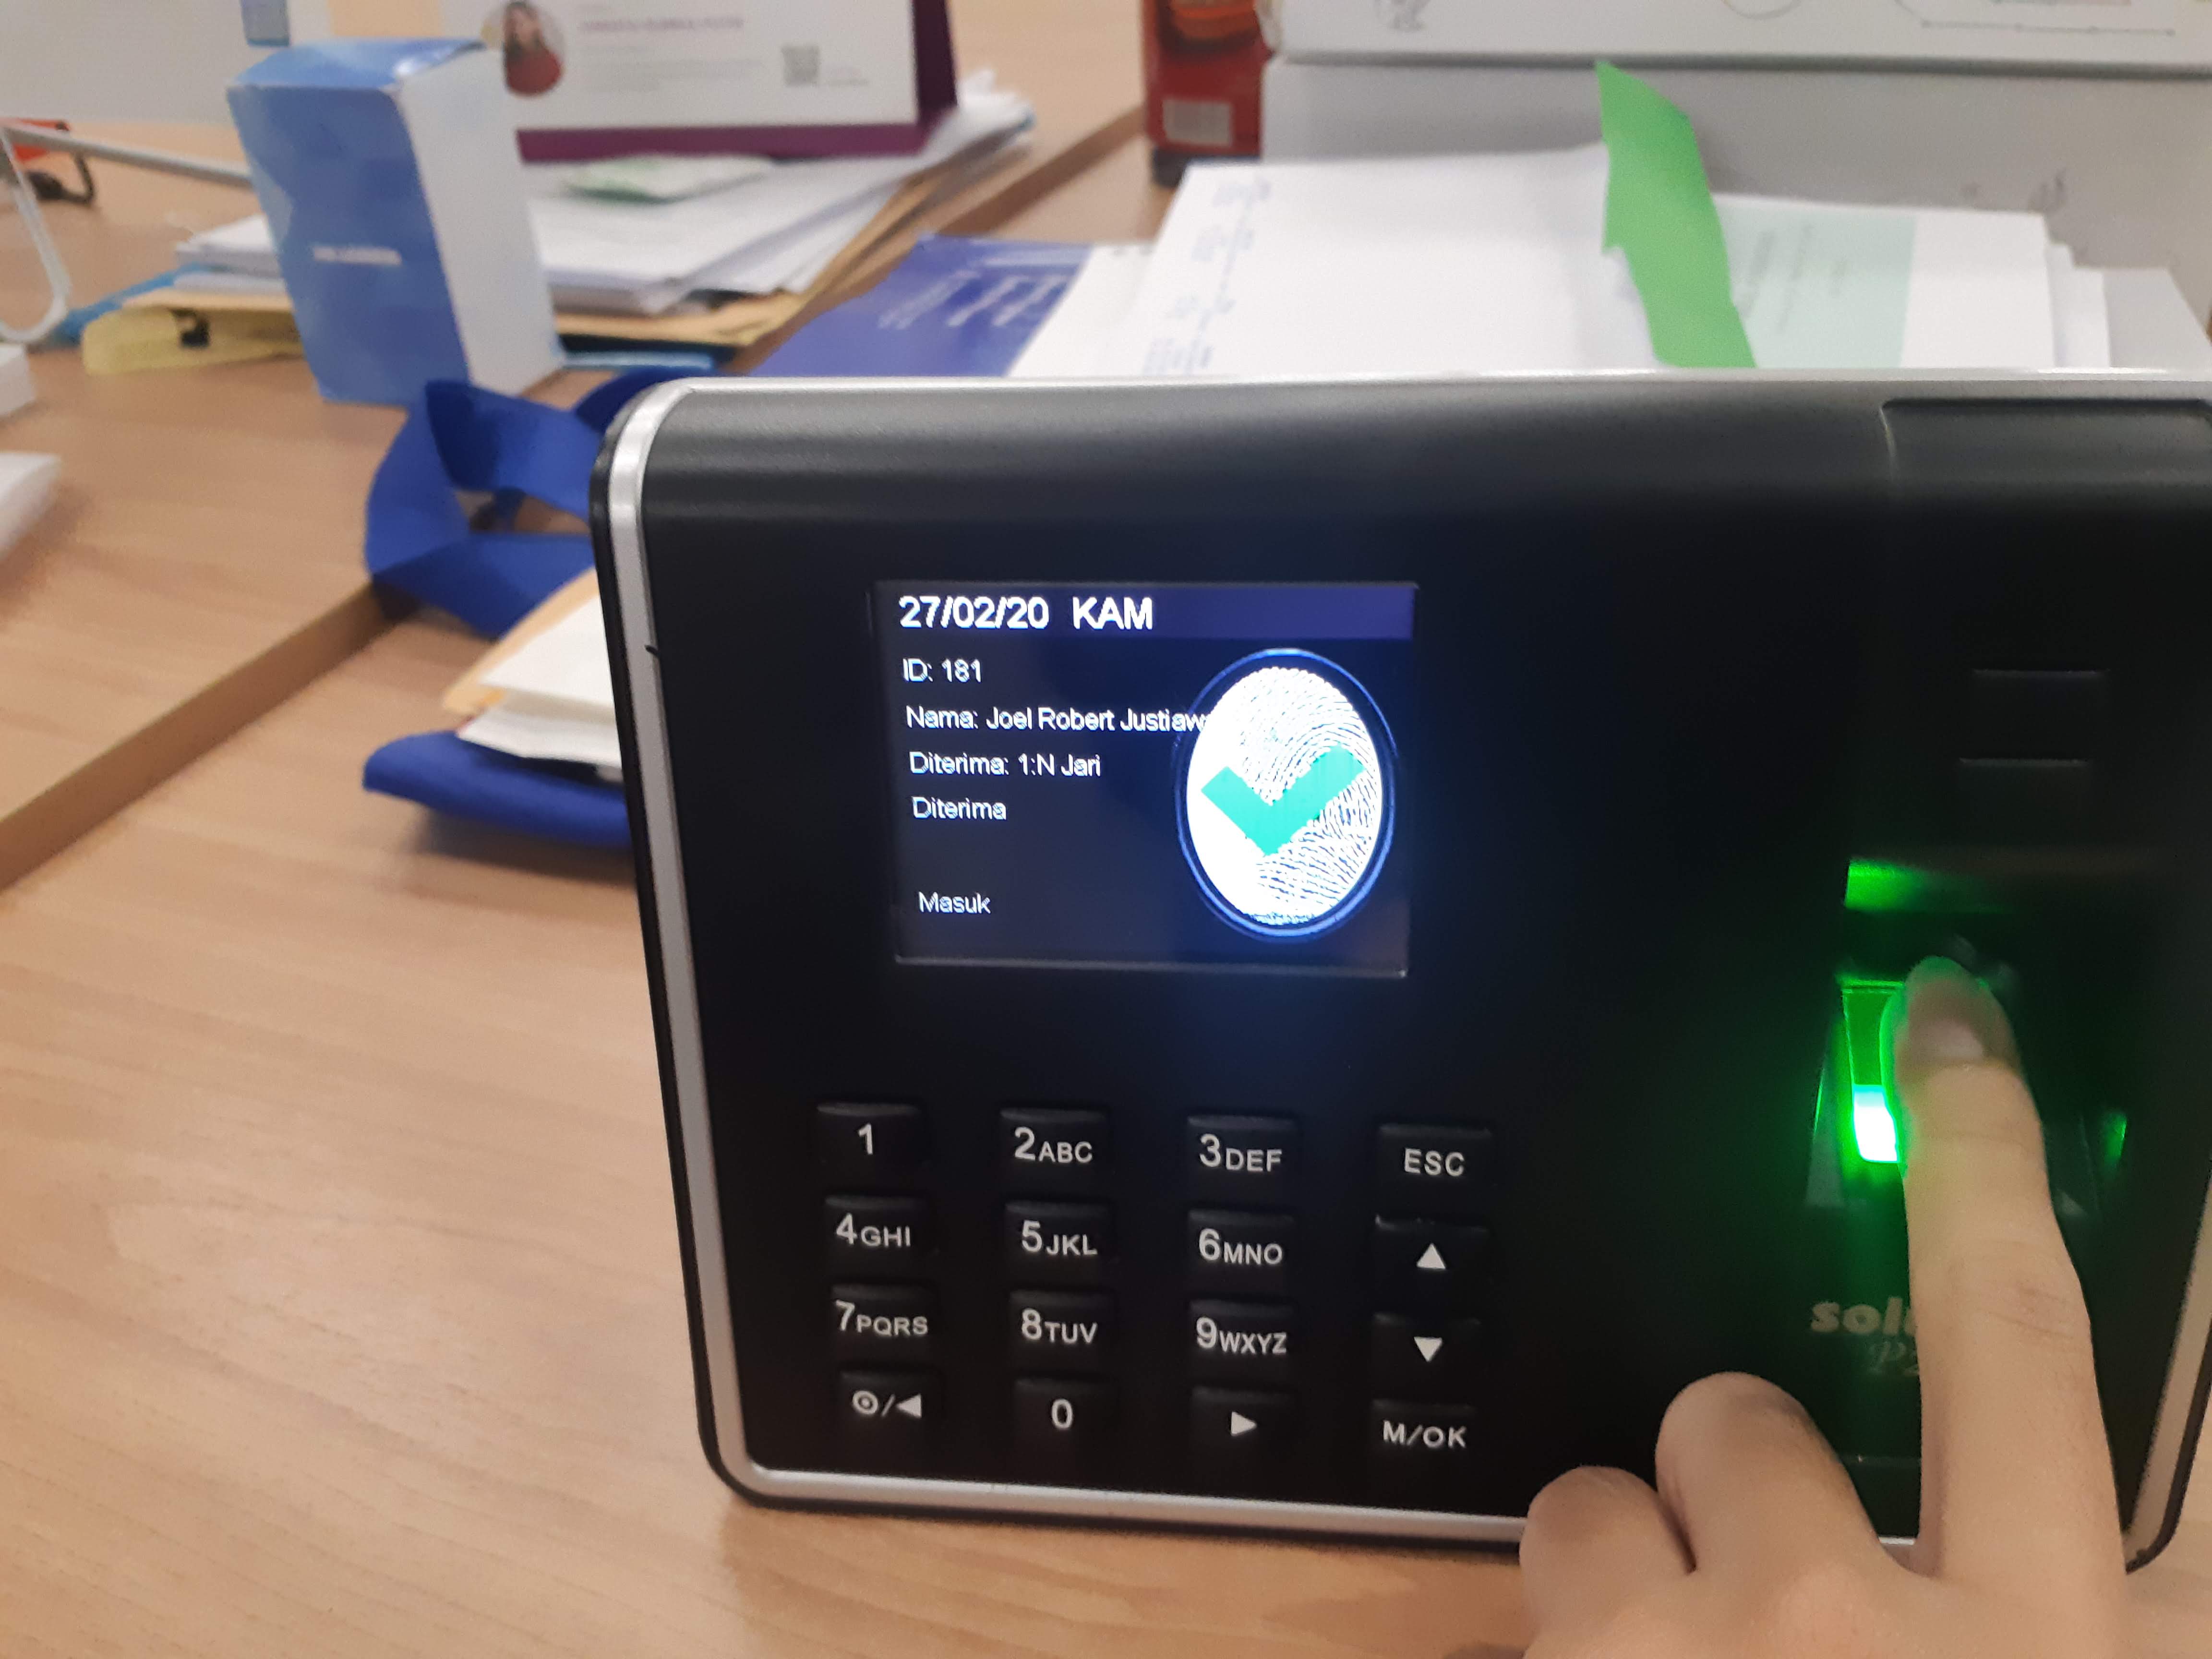 27/02/20 KAM
ID: 181
Nama: Joel Robert Justiaw
Diterima: 1:N Jari
Diterima
Masuk
1 2ABC 3DEF ESC
4GHI 5JKL 6MNO ▲
7PQRS 8TUV 9WXYZ ▼
◎/◀ 0 ▶ M/OK